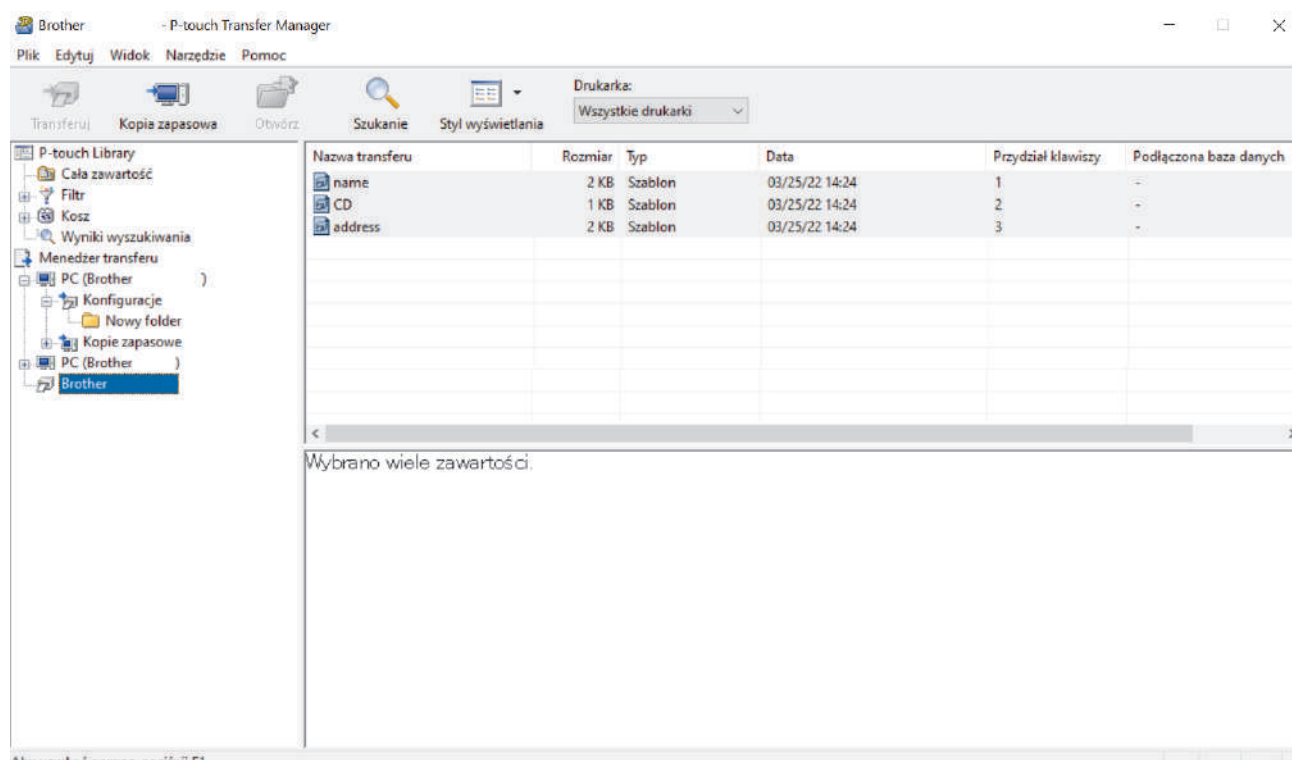 Brother - P-touch Transfer Manager
Plik Edytuj Widok Narzędzie Pomoc
Transferuj Kopia zapasowa Otwórz Szukanie Styl wyświetlania
Drukarka:
Wszystkie drukarki
P-touch Library
Cała zawartość
Filtr
Kosz
Wyniki wyszukiwania
Menedżer transferu
PC (Brother )
Konfiguracje
Nowy folder
Kopie zapasowe
PC (Brother )
Brother
Nazwa transferu Rozmiar Typ Data Przydział klawiszy Podłączona baza danych
name 2 KB Szablon 03/25/22 14:24 1 -
CD 1 KB Szablon 03/25/22 14:24 2 -
address 2 KB Szablon 03/25/22 14:24 3 -
Wybrano wiele zawartości.